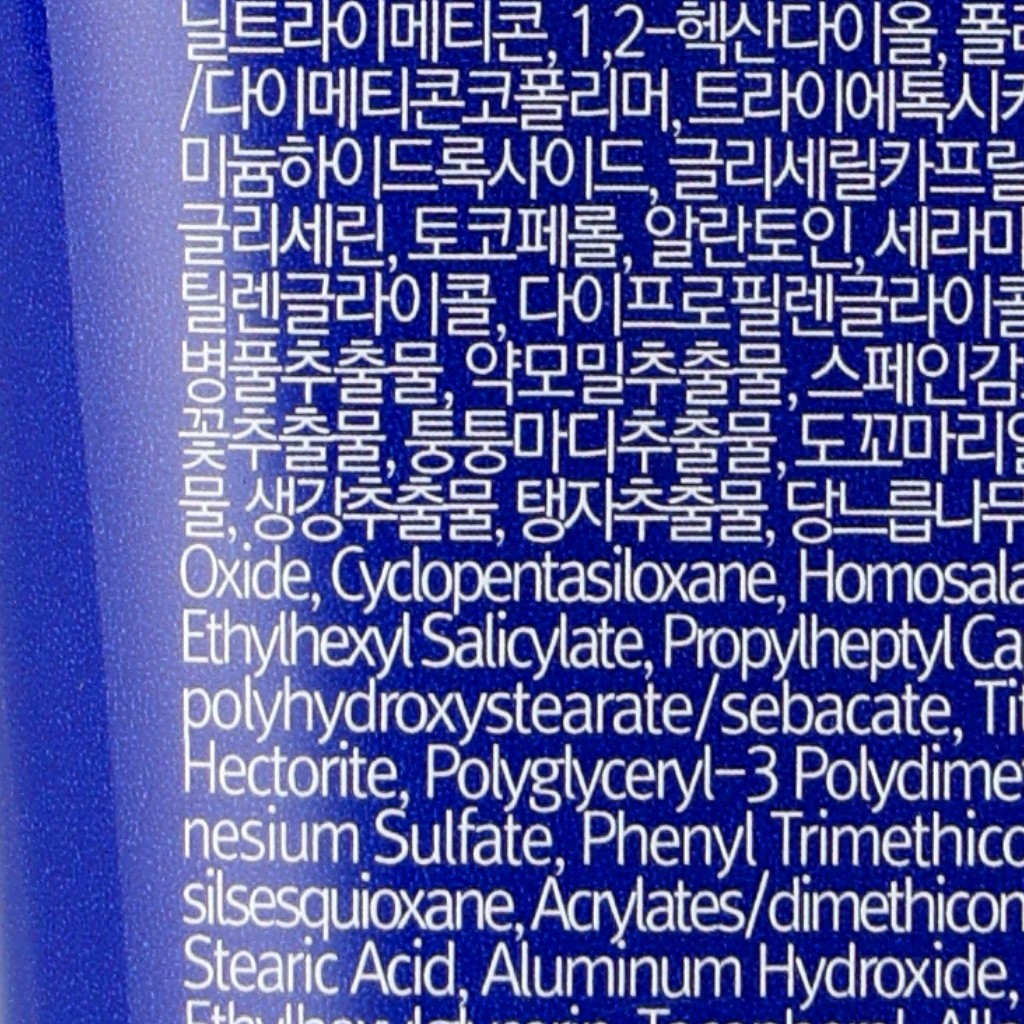 닐트라이메티콘, 1,2-헥산다이올,
/다이메티콘코폴리머, 트라이에톡시
미늄하이드록사이드, 글리세릴카프릴
글리세린, 토코페롤, 알란토인, 세라마
틸렌글라이콜, 다이프로필렌글라이콜
병풀추출물, 약모밀추출물, 스페인감
꽃추출물, 퉁퉁마디추출물, 도꼬마리열
물, 생강추출물, 탱자추출물, 당느릅나무
Oxide, Cyclopentasiloxane, Homosala
Ethylhexyl Salicylate, Propylheptyl Ca
polyhydroxystearate/sebacate, Tit
Hectorite, Polyglyceryl-3 Polydime
nesium Sulfate, Phenyl Trimethico
silsesquioxane, Acrylates/dimethicon
Stearic Acid, Aluminum Hydroxide,